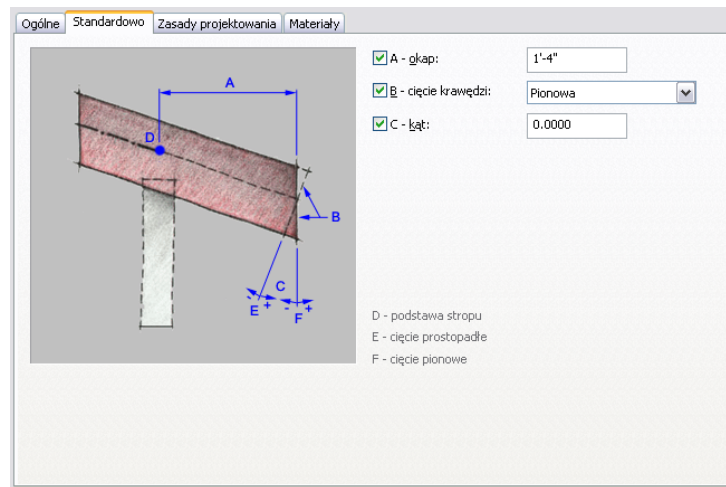 Ogólne Standardowo Zasady projektowania Materiały
A - okap: 1'-4"
B - cięcie krawędzi: Pionowa
C - kąt: 0.0000
A
D
B
C
- + - +
E F
D - podstawa stropu
E - cięcie prostopadłe
F - cięcie pionowe